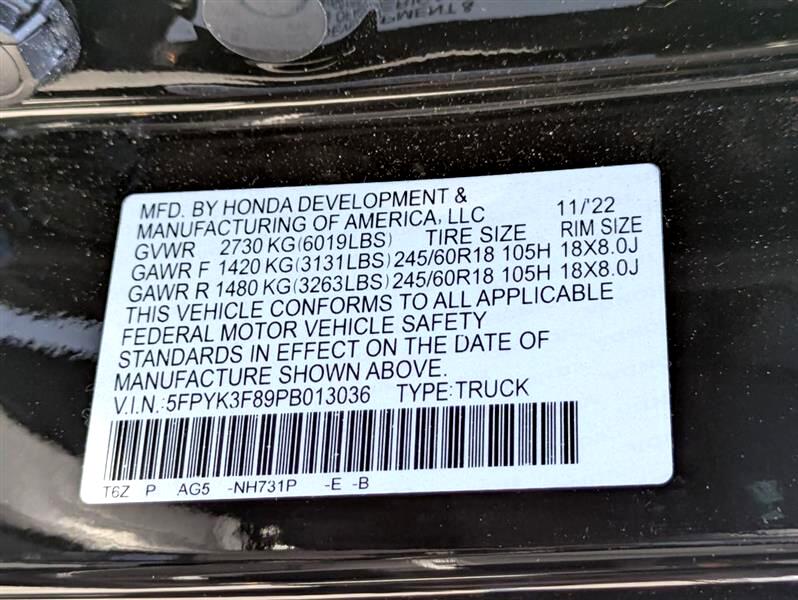 MFD. BY HONDA DEVELOPMENT &
MANUFACTURING OF AMERICA, LLC 11/'22
GVWR 2730 KG(6019LBS) TIRE SIZE RIM SIZE
GAWR F 1420 KG(3131LBS) 245/60R18 105H 18X8.0J
GAWR R 1480 KG(3263LBS) 245/60R18 105H 18X8.0J
THIS VEHICLE CONFORMS TO ALL APPLICABLE
FEDERAL MOTOR VEHICLE SAFETY
STANDARDS IN EFFECT ON THE DATE OF
MANUFACTURE SHOWN ABOVE.
V.I.N.:5FPYK3F89PB013036 TYPE:TRUCK
T6Z P AG5 -NH731P -E -B